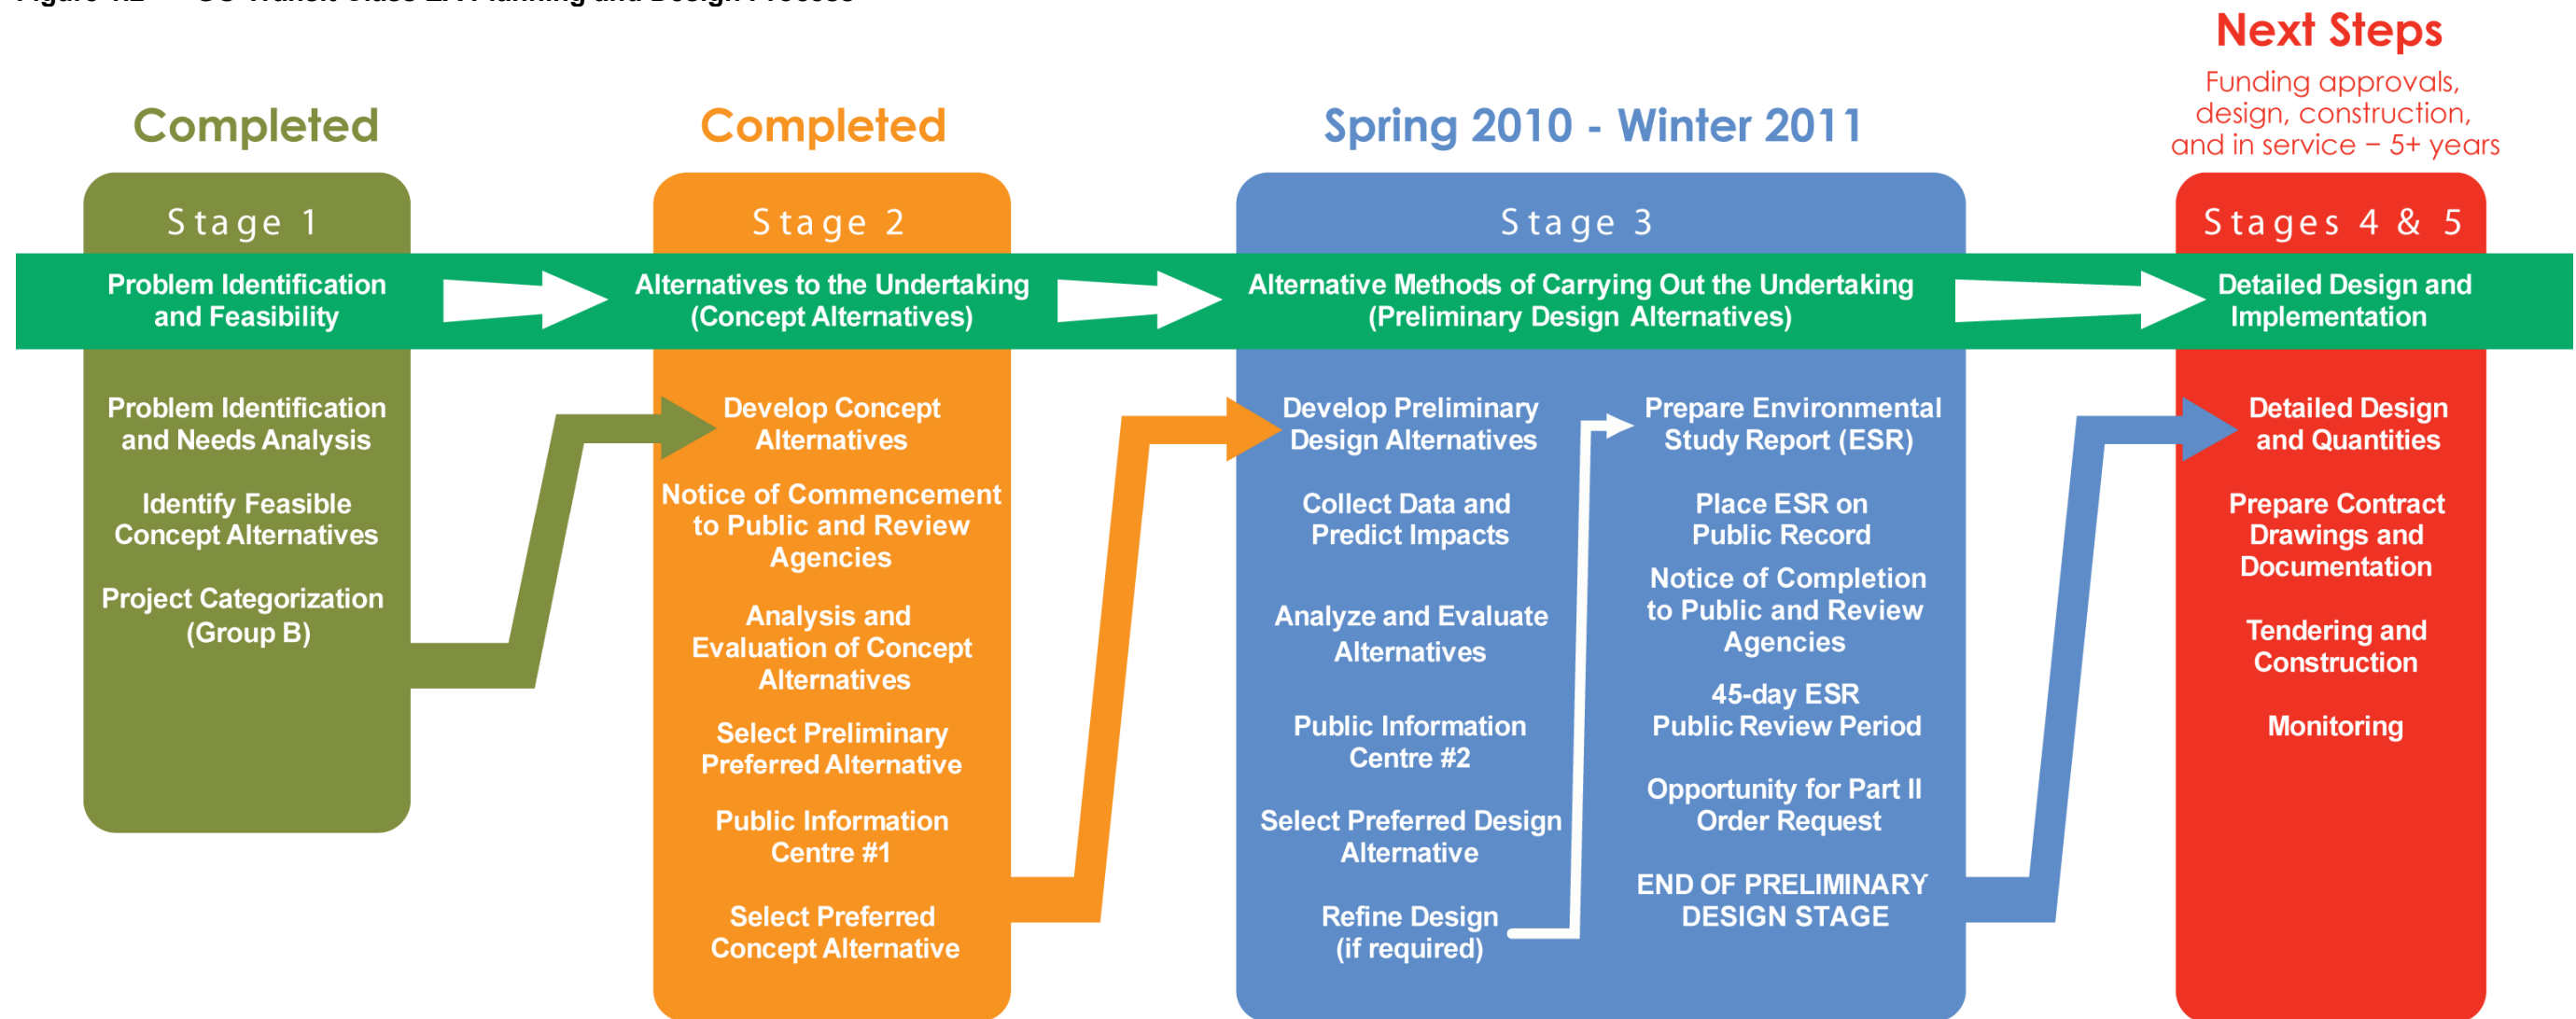 Next Steps
Funding approvals,
design, construction,
and in service – 5+ years
Completed
Stage 1
Problem Identification
and Feasibility
Problem Identification
and Needs Analysis
Identify Feasible
Concept Alternatives
Project Categorization
(Group B)
Completed
Stage 2
Alternatives to the Undertaking
(Concept Alternatives)
Develop Concept
Alternatives
Notice of Commencement
to Public and Review
Agencies
Analysis and
Evaluation of Concept
Alternatives
Select Preliminary
Preferred Alternative
Public Information
Centre #1
Select Preferred
Concept Alternative
Spring 2010 - Winter 2011
Stage 3
Alternative Methods of Carrying Out the Undertaking
(Preliminary Design Alternatives)
Develop Preliminary
Design Alternatives
Collect Data and
Predict Impacts
Analyze and Evaluate
Alternatives
Public Information
Centre #2
Select Preferred Design
Alternative
Refine Design
(if required)
Prepare Environmental
Study Report (ESR)
Place ESR on
Public Record
Notice of Completion
to Public and Review
Agencies
45-day ESR
Public Review Period
Opportunity for Part II
Order Request
END OF PRELIMINARY
DESIGN STAGE
Stages 4 & 5
Detailed Design and
Implementation
Detailed Design
and Quantities
Prepare Contract
Drawings and
Documentation
Tendering and
Construction
Monitoring